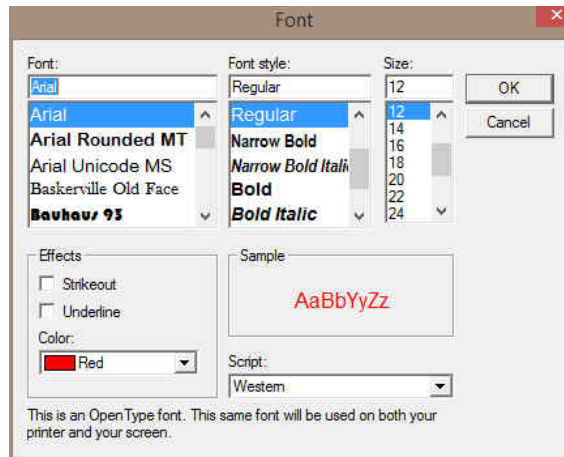 Font
Font:
Font style:
Size:
Arial
Regular
12
OK
Cancel
Arial
Arial Rounded MT
Arial Unicode MS
Baskerville Old Face
Bauhaus 93
Regular
Narrow Bold
Narrow Bold Itali
Bold
Bold Italic
12
14
16
18
20
22
24
Effects
Strikeout
Underline
Color:
Red
Sample
AaBbYyZz
Script:
Western
This is an OpenType font. This same font will be used on both your
printer and your screen.